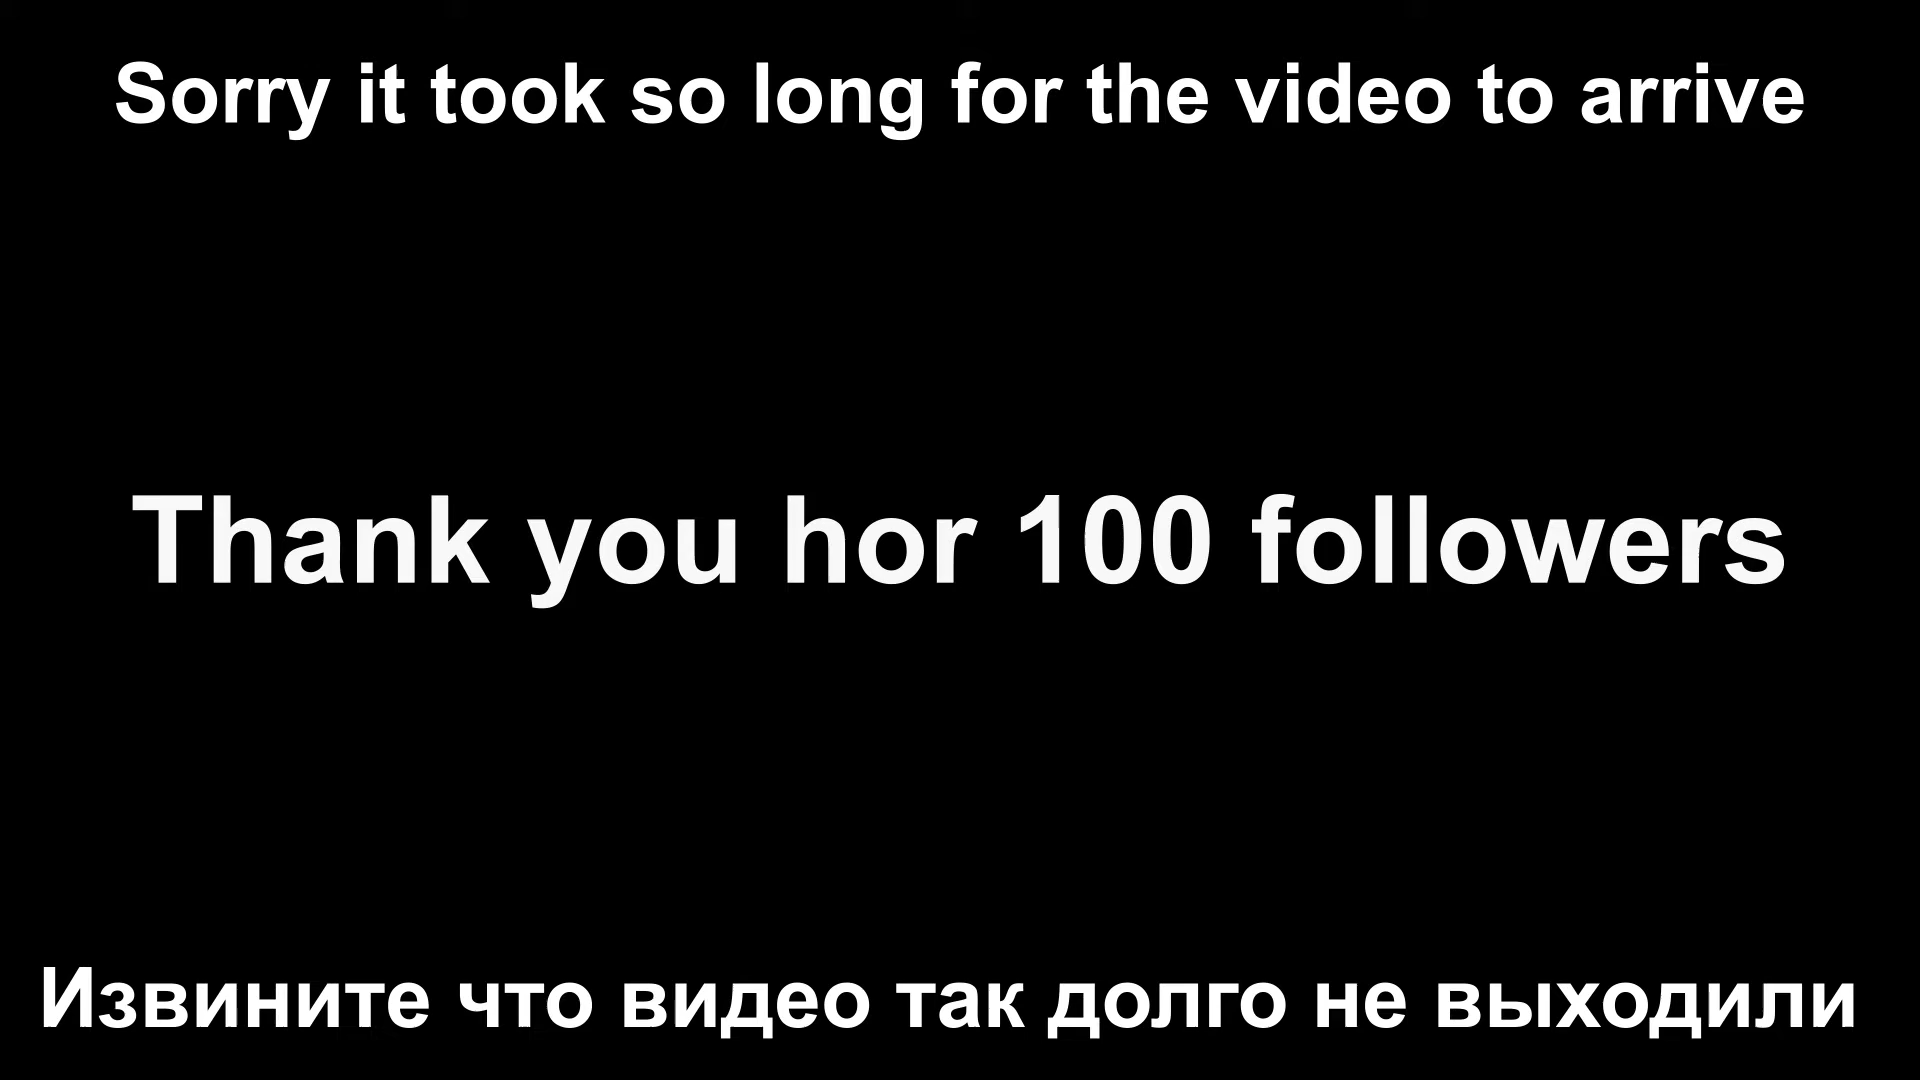 Sorry it took so long for the video to arrive
Thank you hor 100 followers
Извините что видео так долго не выходили